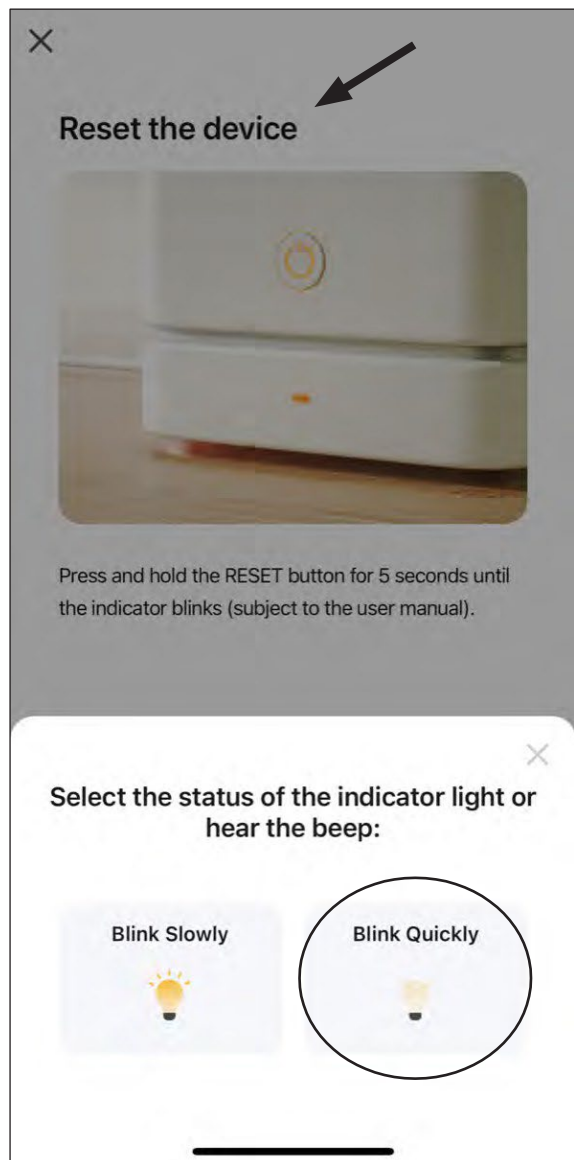 Reset the device
Press and hold the RESET button for 5 seconds until
the indicator blinks (subject to the user manual).
Select the status of the indicator light or
hear the beep:
Blink Slowly
Blink Quickly